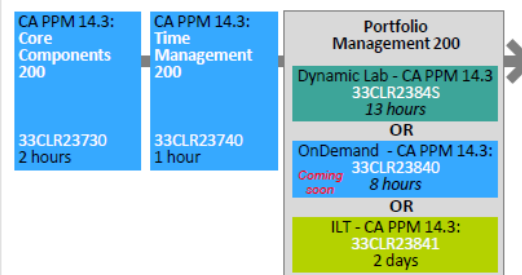 CA PPM 14.3:
Core
Components
200
33CLR23730
2 hours
CA PPM 14.3:
Time
Management
200
33CLR23740
1 hour
Portfolio
Management 200
Dynamic Lab - CA PPM 14.3
33CLR2384S
13 hours
OR
OnDemand - CA PPM 14.3:
33CLR23840
Coming
soon
8 hours
OR
ILT - CA PPM 14.3:
33CLR23841
2 days